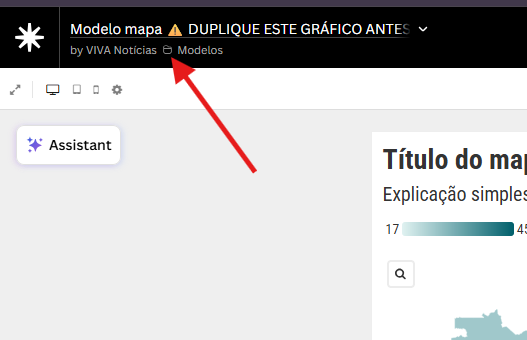 Modelo mapa ⚠️ DUPLIQUE ESTE GRÁFICO ANTES
by VIVA Notícias Modelos
Assistant
Título do map
Explicação simples
17 45